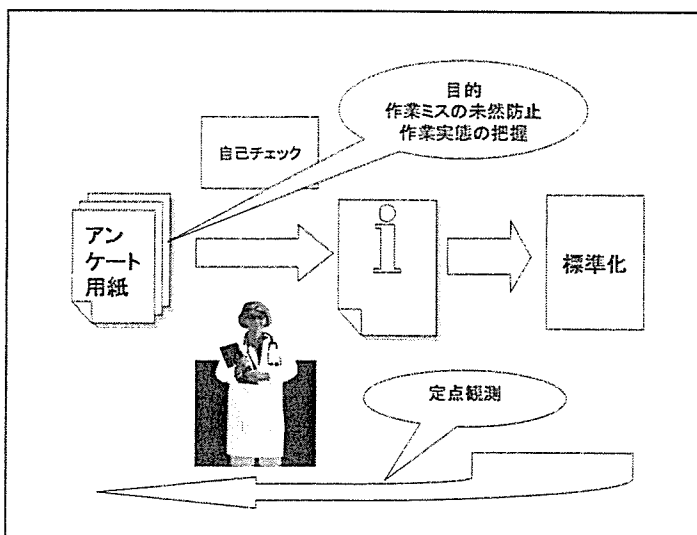 目的
作業ミスの未然防止
作業実態の把握
自己チェック
アン
ケート
用紙
i
標準化
定点観測